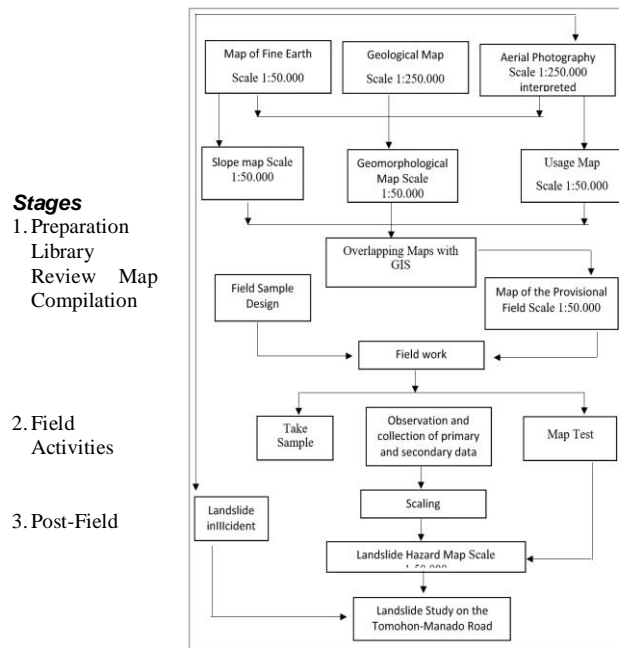 Map of Fine Earth
Scale 1:50.000
Geological Map
Scale 1:250.000
Aerial Photography
Scale 1:250.000
interpreted
Slope map Scale
1:50.000
Geomorphological
Map Scale
1:50.000
Usage Map
Scale 1:50.000
Stages
1. Preparation
Library
Review Map
Compilation
Overlapping Maps with
GIS
Field Sample
Design
Map of the Provisional
Field Scale 1:50.000
Field work
2. Field
Activities
Take
Sample
Observation and
collection of primary
and secondary data
Map Test
3. Post-Field
Landslide
inlllcident
Scaling
Landslide Hazard Map Scale
1:50.000
Landslide Study on the
Tomohon-Manado Road